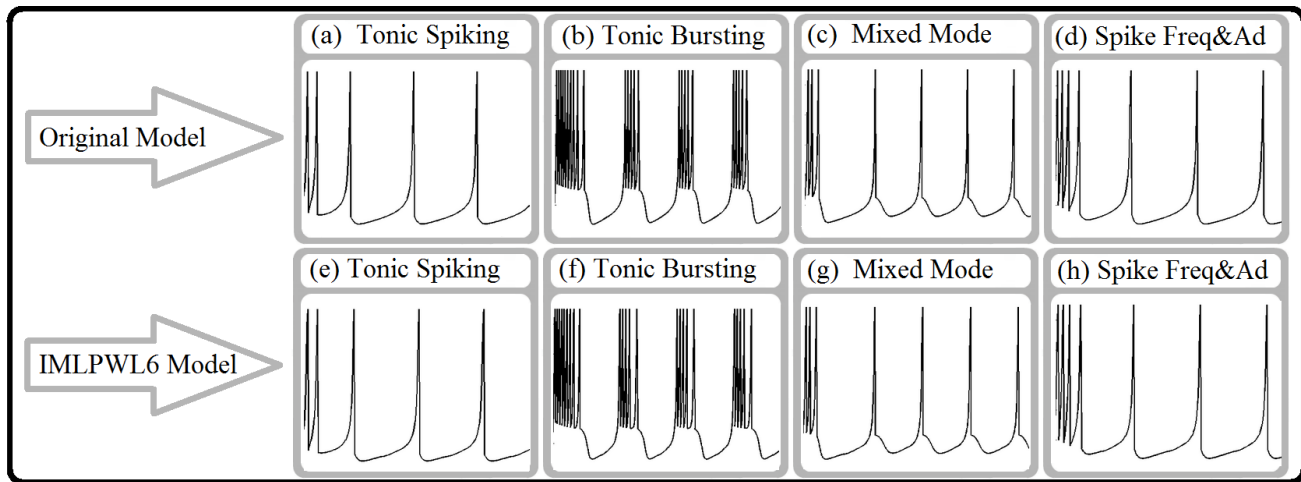 (a) Tonic Spiking
(b) Tonic Bursting
(c) Mixed Mode
(d) Spike Freq&Ad
Original Model
(e) Tonic Spiking
(f) Tonic Bursting
(g) Mixed Mode
(h) Spike Freq&Ad
IMLPWL6 Model